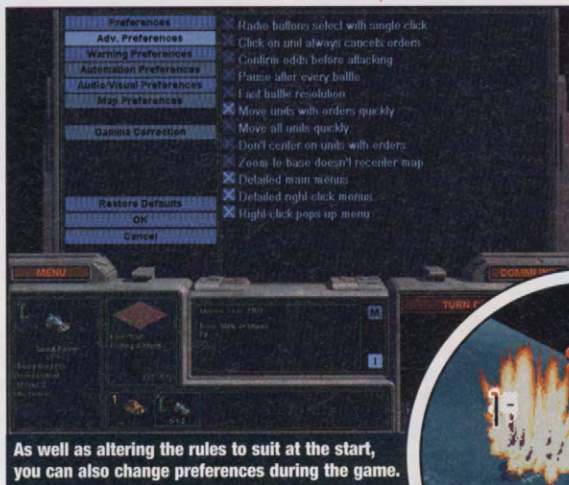 Preferences
Adv. Preferences
Warning Preferences
Automation Preferences
Audio/Visual Preferences
Map Preferences
Gamma Correction
Restore Defaults
OK
Cancel
Radio buttons select with single click
Click on unit always cancels orders
Confirm odds before attacking
Pause after every battle
Fast battle resolution
Move units with orders quickly
Move all units quickly
Don't center on units with orders
Zoom-to-base doesn't recenter map
Detailed main menus
Detailed right-click menus
Right-click pops up menu
MENU
TURN
M
I
As well as altering the rules to suit at the start,
you can also change preferences during the game.